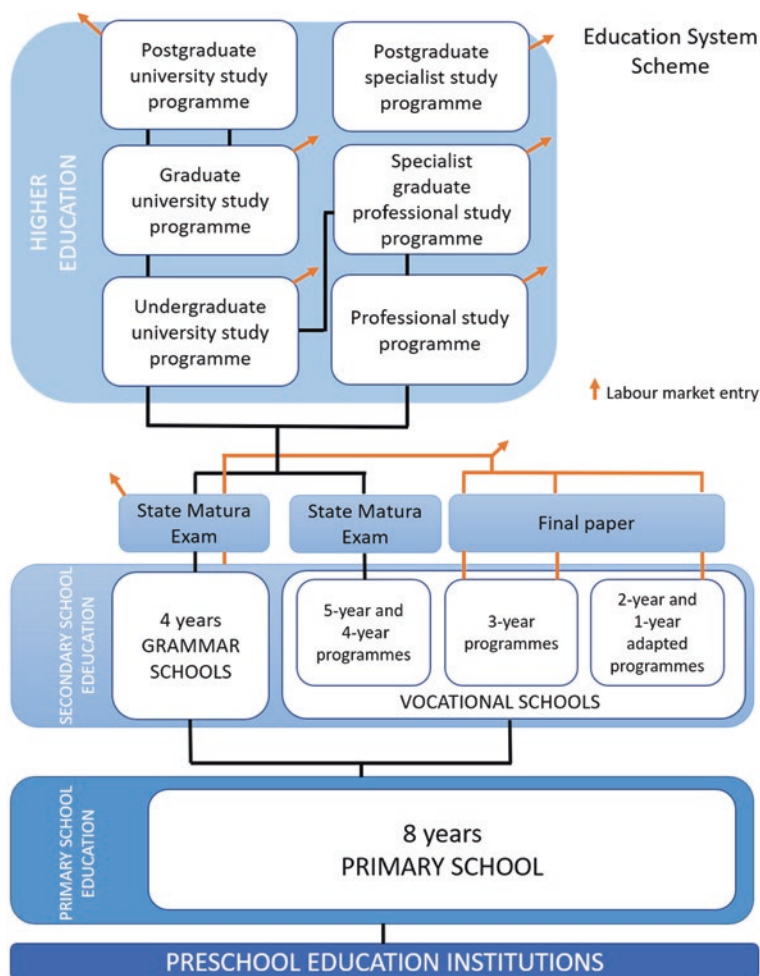 Education System
Scheme
Postgraduate
university study
programme
Postgraduate
specialist study
programme
HIGHER
EDUCATION
Graduate
university study
programme
Specialist
graduate
professional study
programme
Undergraduate
university study
programme
Professional study
programme
Labour market entry
State Matura
Exam
State Matura
Exam
Final paper
SECONDARY SCHOOL
EDEUCATION
4 years
GRAMMAR
SCHOOLS
5-year and
4-year
programmes
3-year
programmes
2-year and
1-year
adapted
programmes
VOCATIONAL SCHOOLS
PRIMARY SCHOOL
EDUCATION
8 years
PRIMARY SCHOOL
PRESCHOOL EDUCATION INSTITUTIONS